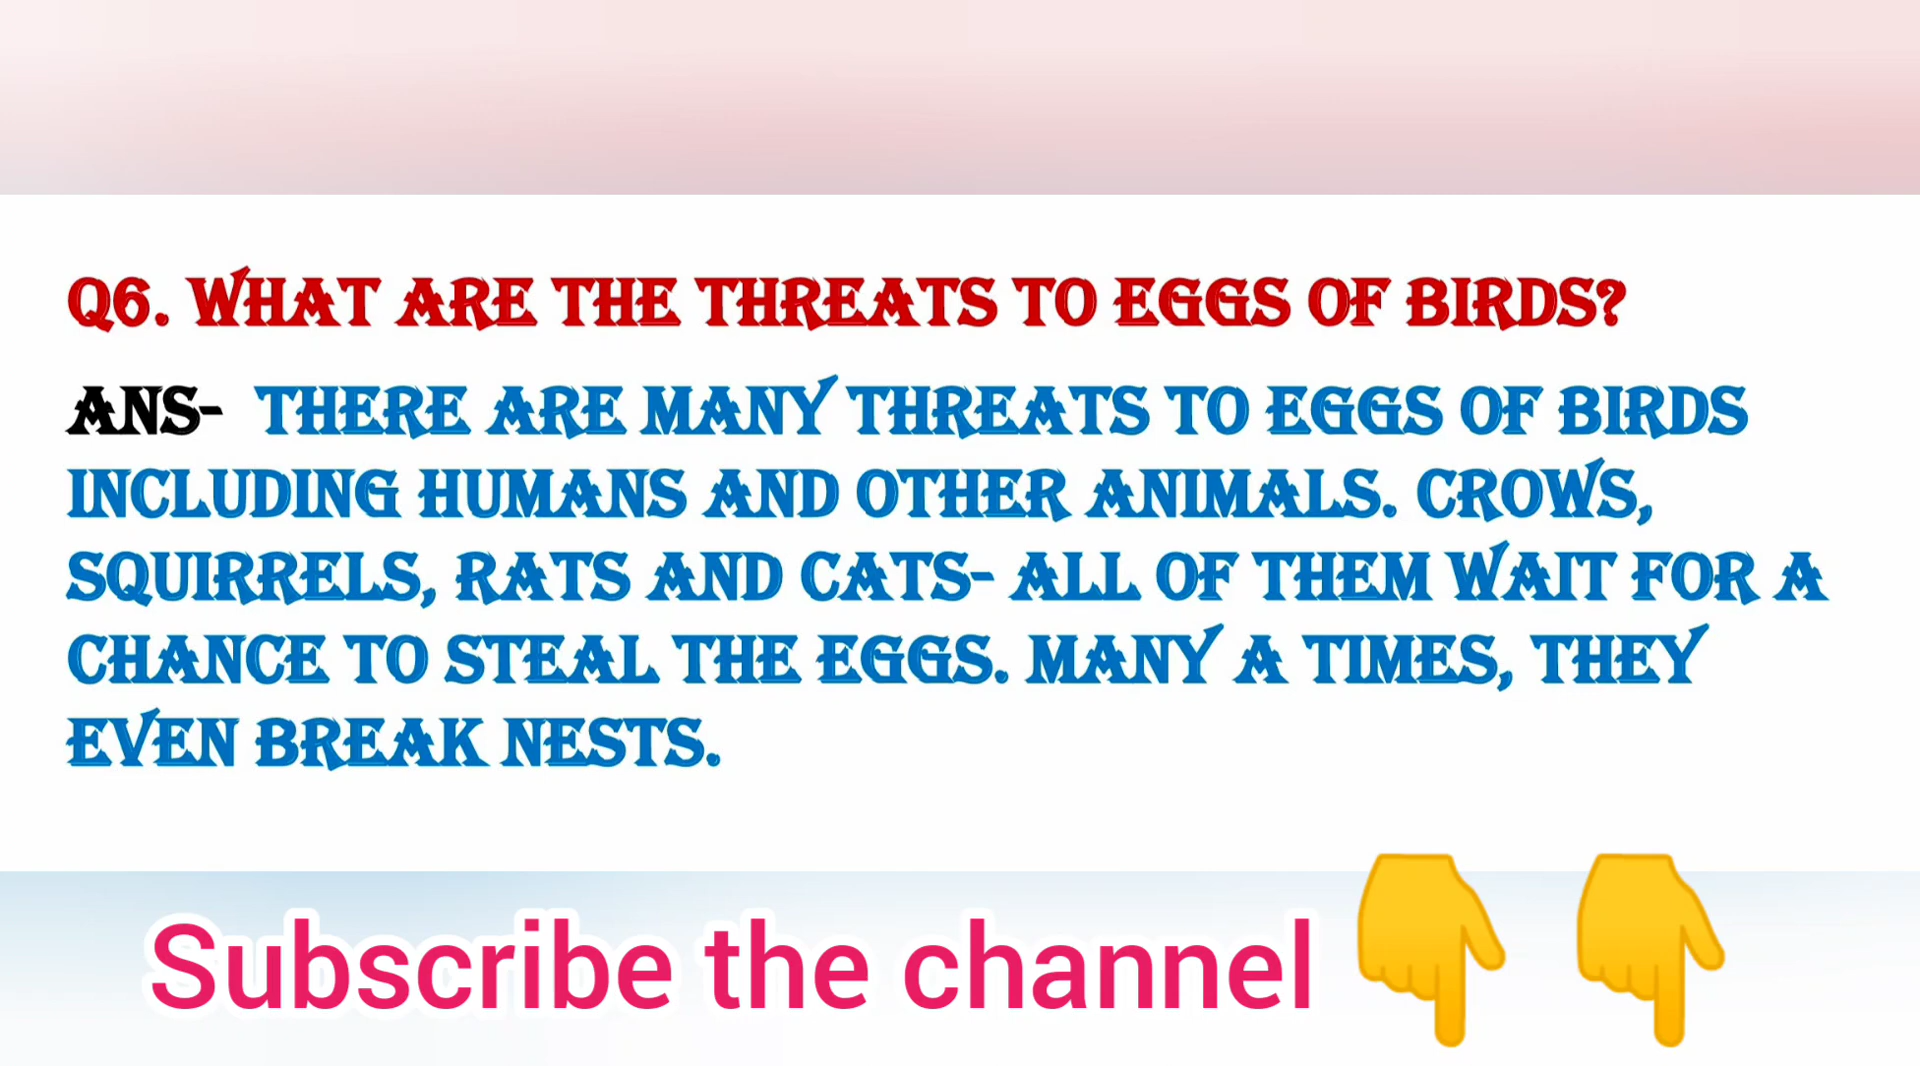 Q6. WHAT ARE THE THREATS TO EGGS OF BIRDS?
ANS- THERE ARE MANY THREATS TO EGGS OF BIRDS
INCLUDING HUMANS AND OTHER ANIMALS. CROWS,
SQUIRRELS, RATS AND CATS- ALL OF THEM WAIT FOR A
CHANCE TO STEAL THE EGGS. MANY A TIMES, THEY
EVEN BREAK NESTS.
Subscribe the channel